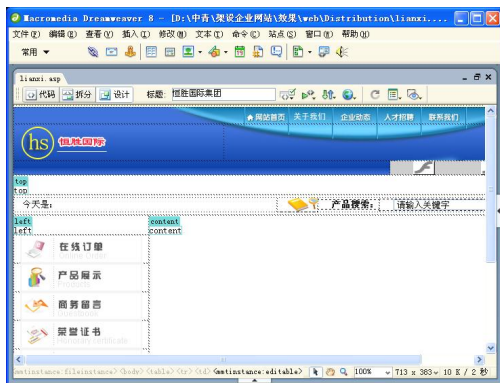 Macromedia Dreamweaver 8 - [D:\中青\架设企业网站\效果\web\Distribution\lianxi....
文件(F) 编辑(E) 查看(V) 插入(I) 修改(M) 文本(T) 命令(C) 站点(S) 窗口(W) 帮助(H)
常用
lianxi.asp
代码 拆分 设计 标题: 恒胜国际集团
网站首页 关于我们 企业动态 人才招聘 联系我们
hs 恒胜国际
top
top
今天是: 产品搜索: 请输入关键字
left content
left content
在线订单
Online Order
产品展示
Products
商务留言
荣誉证书
Honorary certificate
<mmtinstance:fileinstance> <body> <table> <tr> <td> <mmtinstance:editable> 100% 713 x 383 10 K / 2 秒